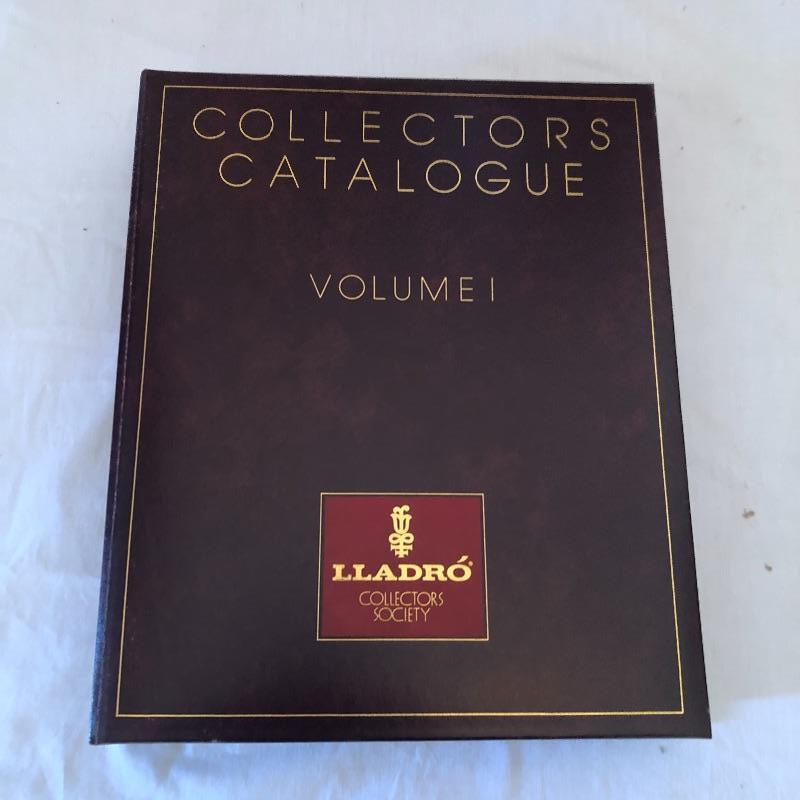 COLLECTORS
CATALOGUE
VOLUME I
LLADRÓ®
COLLECTORS
SOCIETY